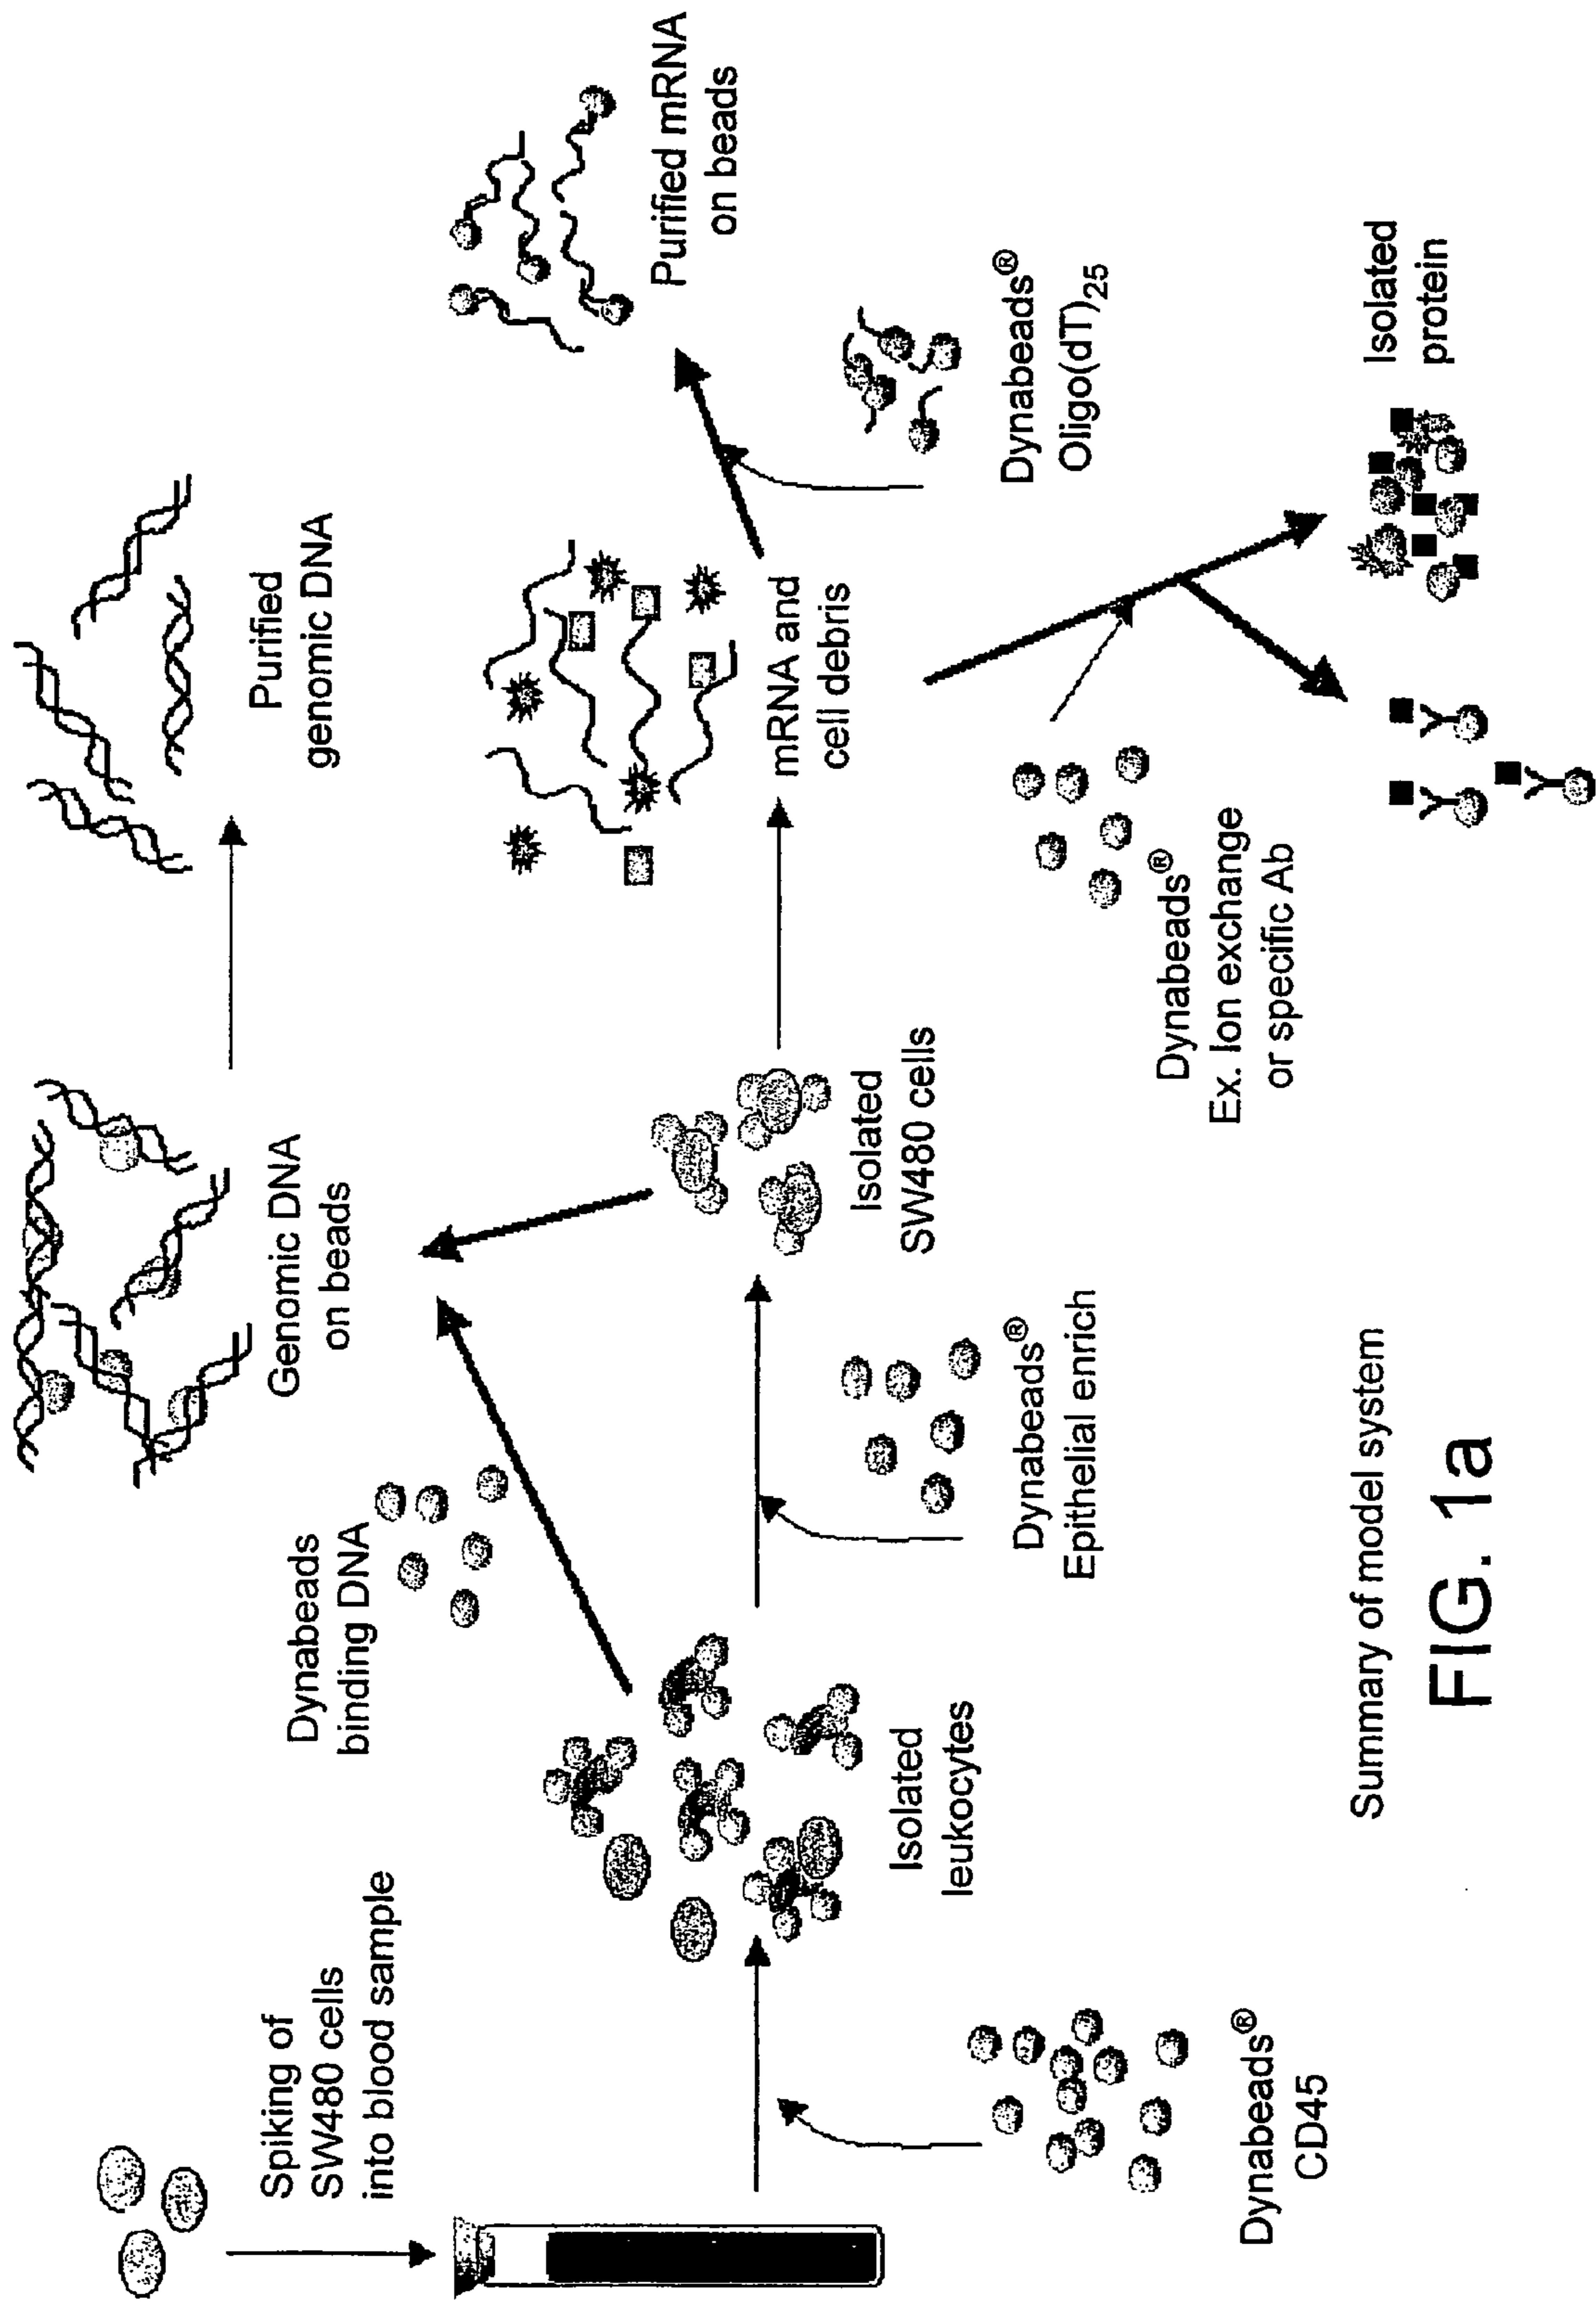 Spiking of
SW480 cells
into blood sample
Dynabeads®
CD45
Isolated
leukocytes
Dynabeads
binding DNA
Dynabeads®
Epithelial enrich
Genomic DNA
on beads
Isolated
SW480 cells
Purified
genomic DNA
mRNA and
cell debris
Dynabeads®
Ex. Ion exchange
or specific Ab
Purified mRNA
on beads
Dynabeads®
Oligo(dT)25
Isolated
protein
Summary of model system
FIG. 1a